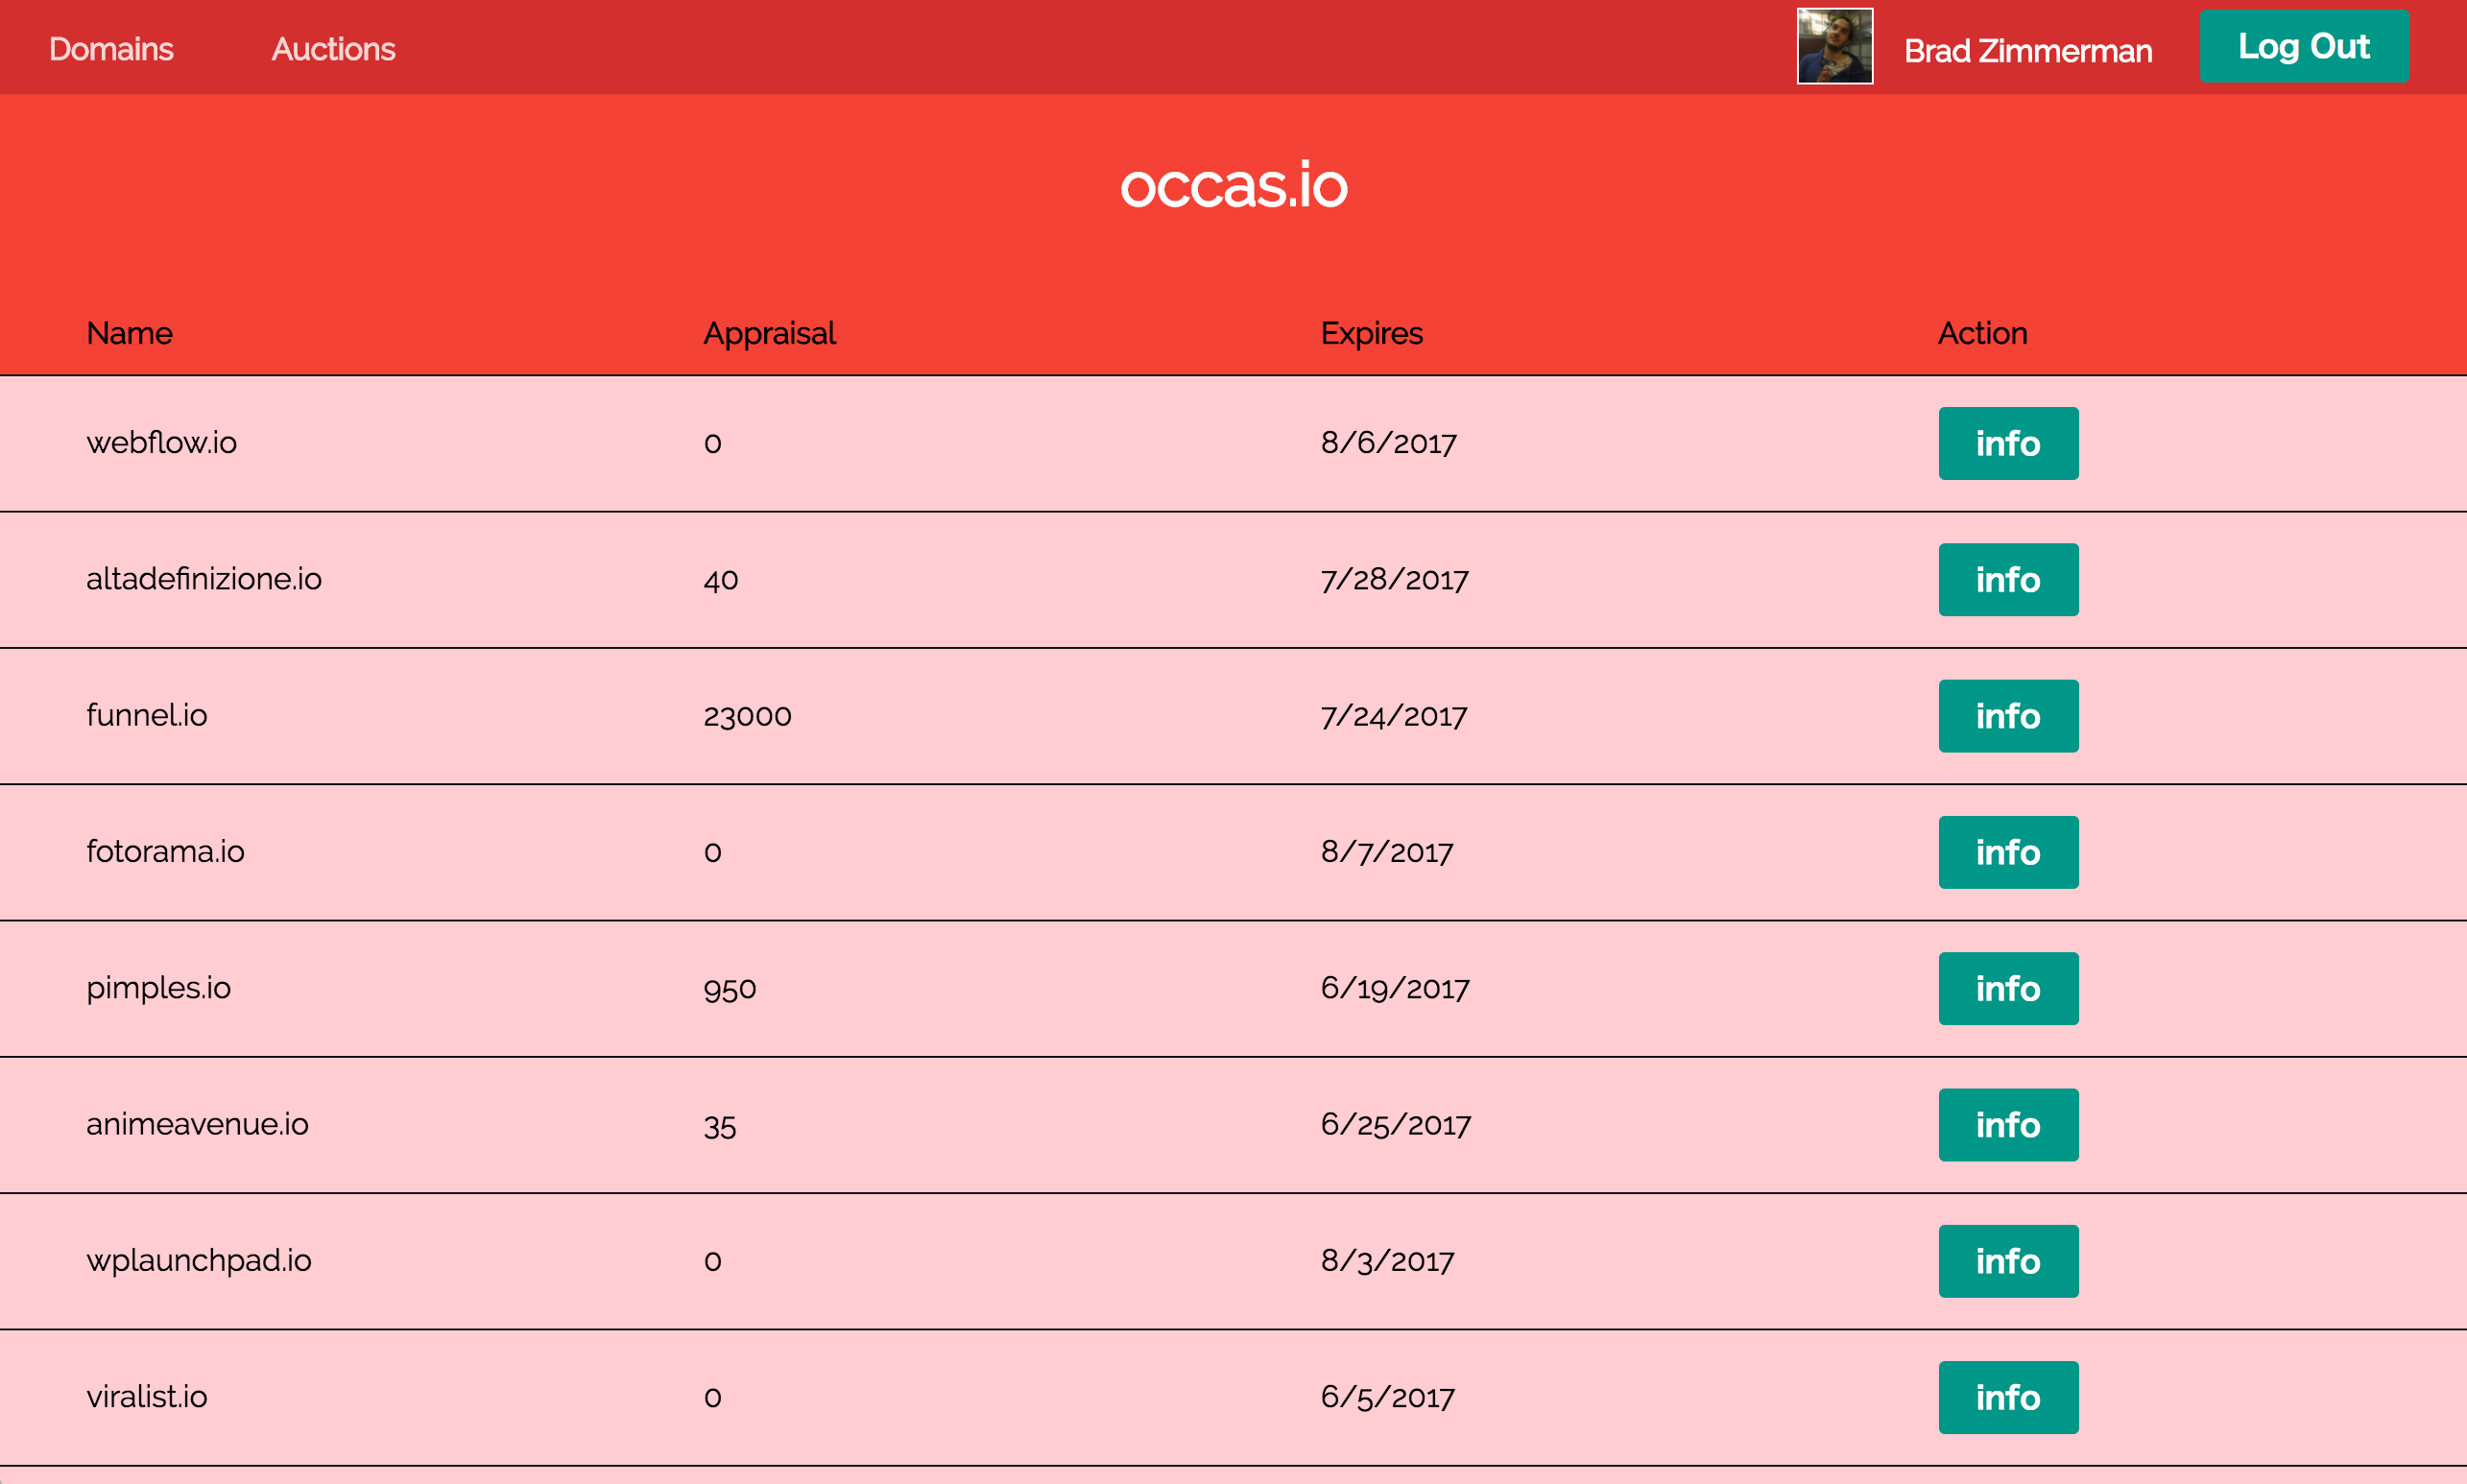 Domains Auctions Brad Zimmerman Log Out
occas.io
Name Appraisal Expires Action
webflow.io 0 8/6/2017 info
altadefinizione.io 40 7/28/2017 info
funnel.io 23000 7/24/2017 info
fotorama.io 0 8/7/2017 info
pimples.io 950 6/19/2017 info
animeavenue.io 35 6/25/2017 info
wplaunchpad.io 0 8/3/2017 info
viralist.io 0 6/5/2017 info